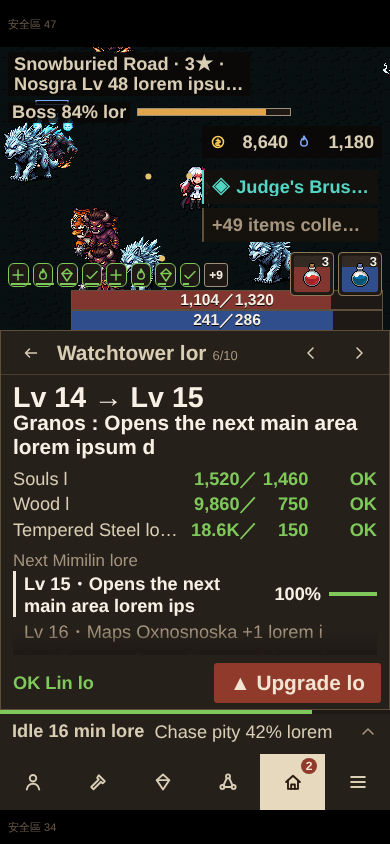 安全區 47
Snowburied Road · 3★ ·
Nosgra Lv 48 lorem ipsu…
Boss 84% lor
8,640 1,180
Judge's Brus…
+49 items colle…
3 3
+9
1,104／1,320
241／286
← Watchtower lor 6/10
Lv 14 → Lv 15
Granos : Opens the next main area
lorem ipsum d
Souls l 1,520／ 1,460 OK
Wood l 9,860／ 750 OK
Tempered Steel lo… 18.6K／ 150 OK
Next Mimilin lore
Lv 15・Opens the next
main area lorem ips 100%
Lv 16・Maps Oxnosnoska +1 lorem i
OK Lin lo ▲ Upgrade lo
Idle 16 min lore Chase pity 42% lorem
2
安全區 34